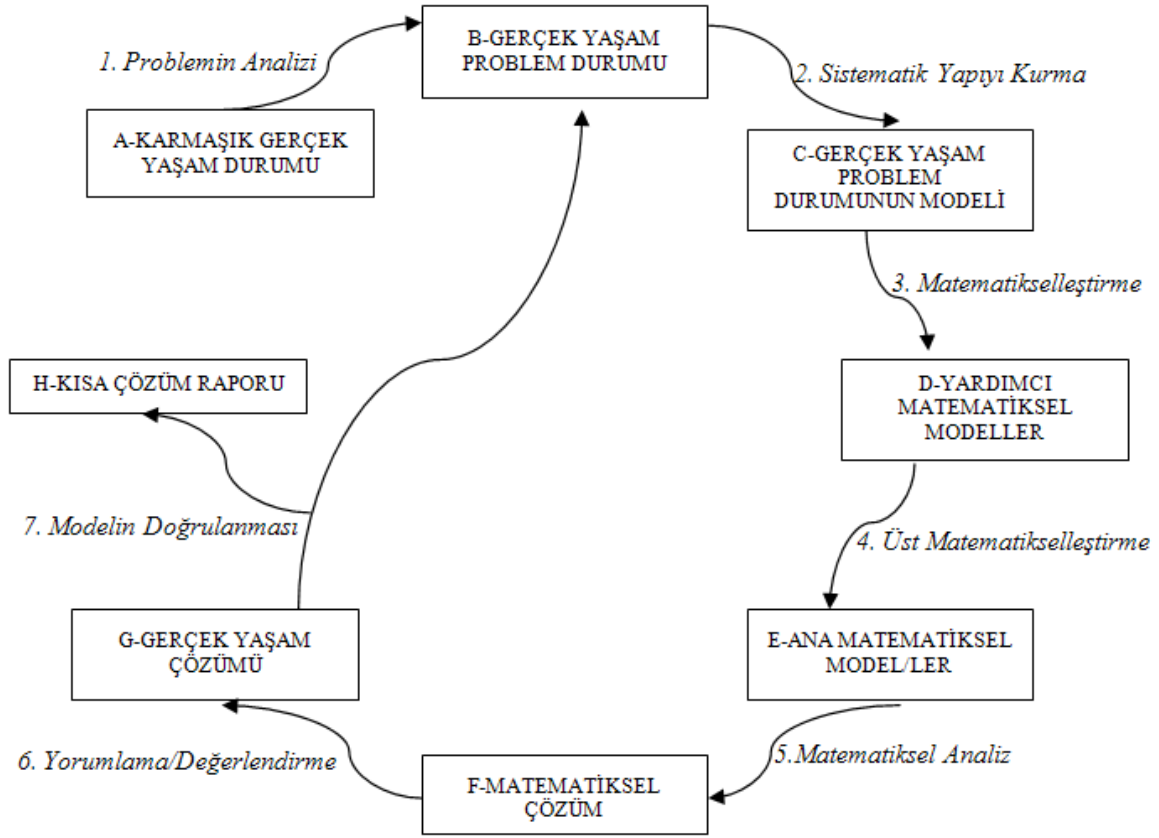 B-GERÇEK YAŞAM
PROBLEM DURUMU
1. Problemin Analizi
2. Sistematik Yapıyı Kurma
A-KARMAŞIK GERÇEK
YAŞAM DURUMU
C-GERÇEK YAŞAM
PROBLEM
DURUMUNUN MODELİ
3. Matematikselleştirme
H-KISA ÇÖZÜM RAPORU
D-YARDIMCI
MATEMATİKSEL
MODELLER
7. Modelin Doğrulanması
4. Üst Matematikselleştirme
G-GERÇEK YAŞAM
ÇÖZÜMÜ
E-ANA MATEMATİKSEL
MODEL/LER
6. Yorumlama/Değerlendirme
5.Matematiksel Analiz
F-MATEMATİKSEL
ÇÖZÜM